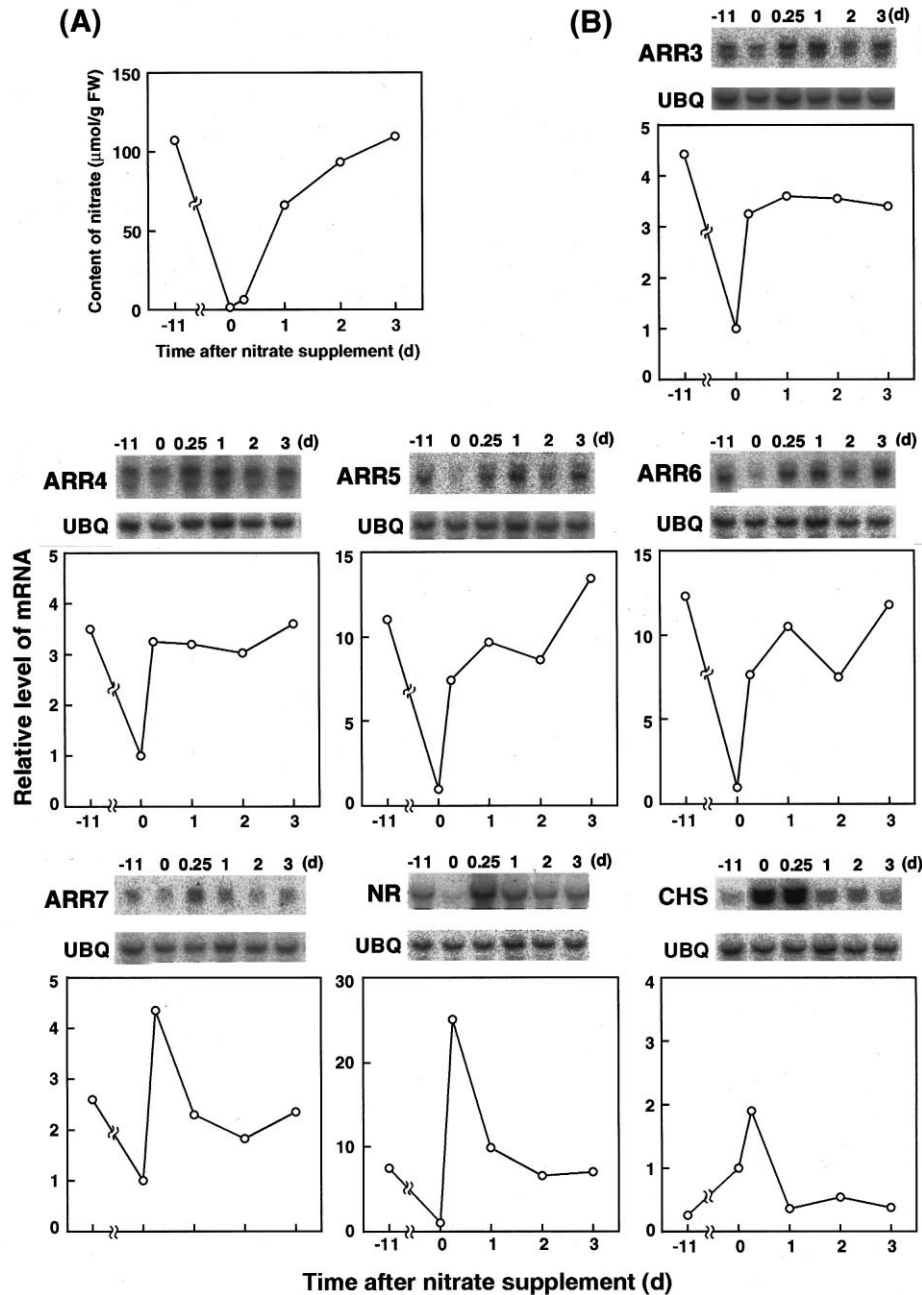 (A)
(B)
-11 0 0.25 1 2 3 (d)
ARR3
UBQ
Content of nitrate (μmol/g FW)
150
100
50
0
-11 0 1 2 3
Time after nitrate supplement (d)
5
4
3
2
1
0
-11 0 1 2 3
-11 0 0.25 1 2 3 (d)
ARR4
UBQ
5
4
3
2
1
0
-11 0 1 2 3
-11 0 0.25 1 2 3 (d)
ARR5
UBQ
15
10
5
0
-11 0 1 2 3
-11 0 0.25 1 2 3 (d)
ARR6
UBQ
15
10
5
0
-11 0 1 2 3
Relative level of mRNA
-11 0 0.25 1 2 3 (d)
ARR7
UBQ
5
4
3
2
1
0
-11 0 0.25 1 2 3 (d)
NR
UBQ
30
20
10
0
-11 0 1 2 3
-11 0 0.25 1 2 3 (d)
CHS
UBQ
4
3
2
1
0
-11 0 1 2 3
Time after nitrate supplement (d)